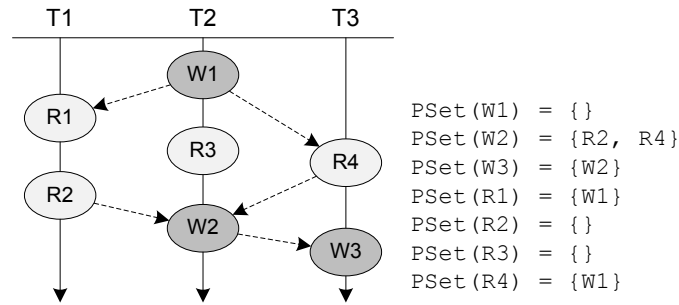 T1 T2 T3
W1
R1
R3
R4
R2
W2
W3
PSet(W1) = {}
PSet(W2) = {R2, R4}
PSet(W3) = {W2}
PSet(R1) = {W1}
PSet(R2) = {}
PSet(R3) = {}
PSet(R4) = {W1}